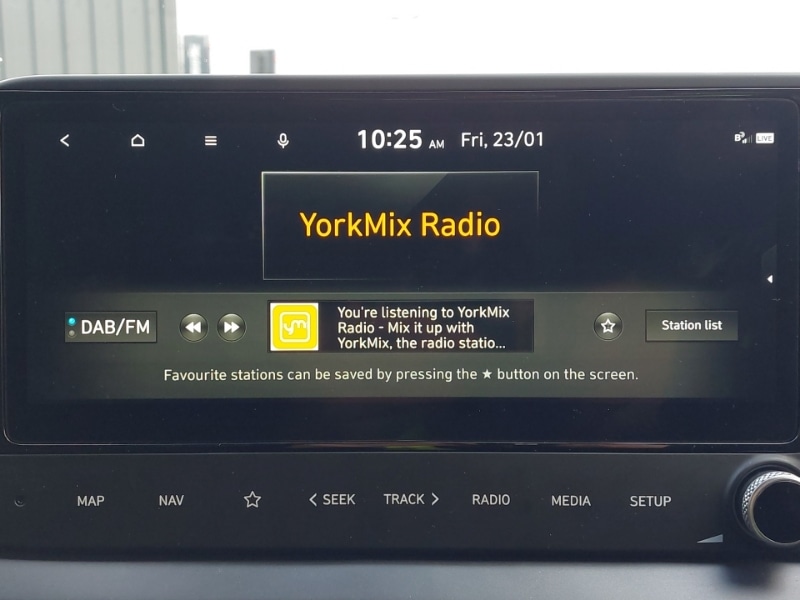 10:25 AM Fri, 23/01
LIVE
YorkMix Radio
DAB/FM
ym
You're listening to YorkMix
Radio - Mix it up with
YorkMix, the radio statio...
Station list
Favourite stations can be saved by pressing the ★ button on the screen.
MAP NAV < SEEK TRACK > RADIO MEDIA SETUP